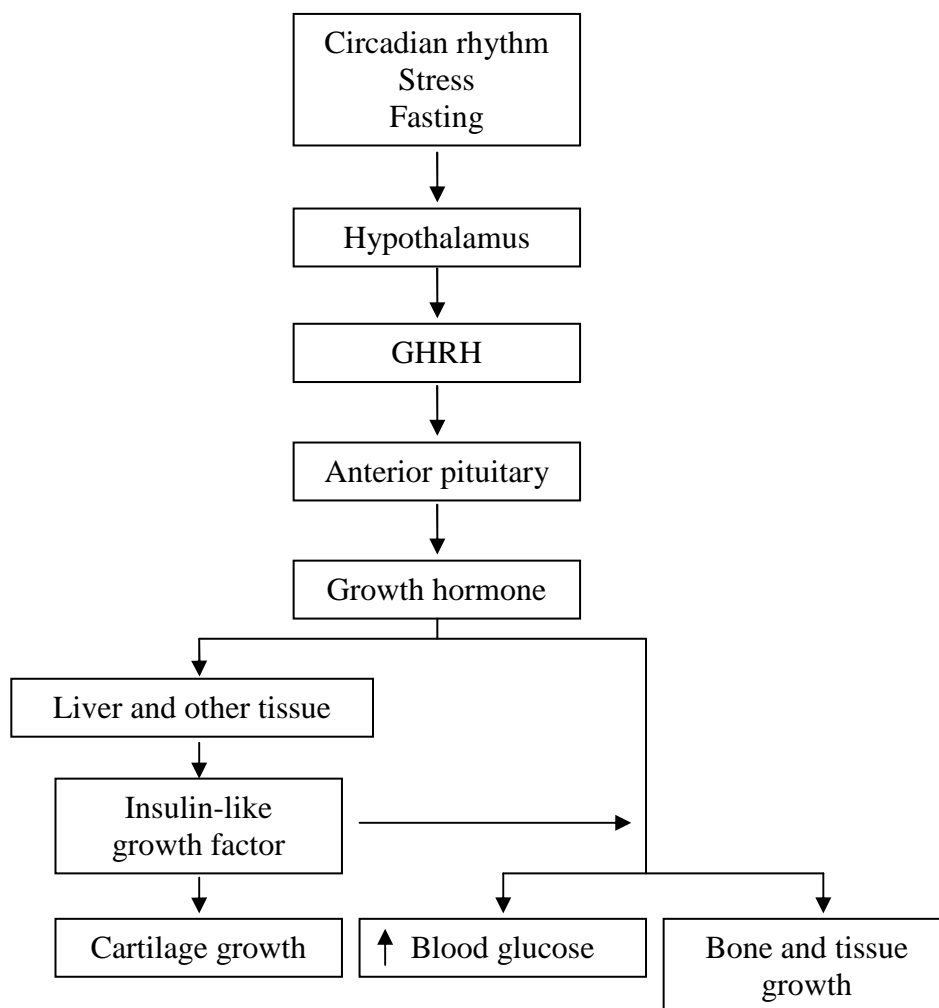 Circadian rhythm
Stress
Fasting
Hypothalamus
GHRH
Anterior pituitary
Growth hormone
Liver and other tissue
Insulin-like
growth factor
Cartilage growth
Blood glucose
Bone and tissue
growth